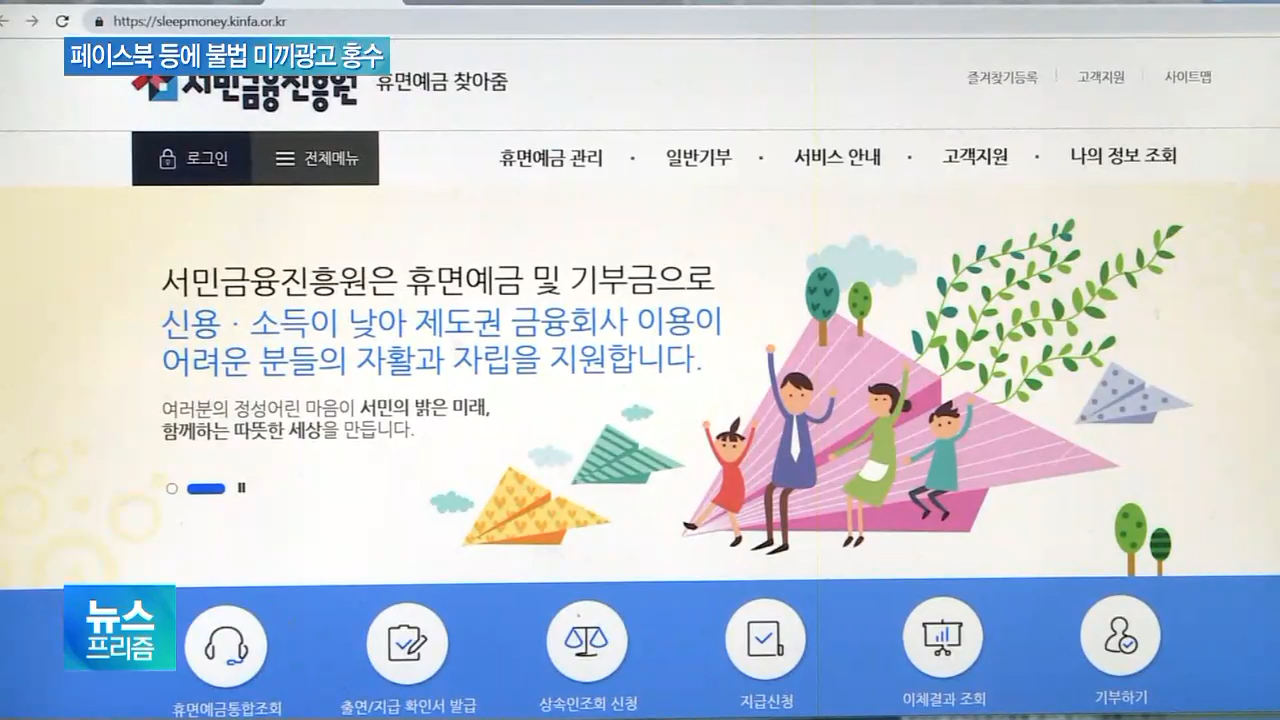 https://sleepmoney.kinfa.or.kr
페이스북 등에 불법 미끼광고 홍수
서민금융진흥원 휴면예금 찾아줌
즐겨찾기등록 고객지원 사이트맵
로그인 전체메뉴 휴면예금 관리 · 일반기부 · 서비스 안내 · 고객지원 · 나의 정보 조회
서민금융진흥원은 휴면예금 및 기부금으로
신용·소득이 낮아 제도권 금융회사 이용이
어려운 분들의 자활과 자립을 지원합니다.
여러분의 정성어린 마음이 서민의 밝은 미래,
함께하는 따뜻한 세상을 만듭니다.
뉴스
프리즘
휴면예금통합조회 출연/지급 확인서 발급 상속인조회 신청 지급신청 이체결과 조회 기부하기